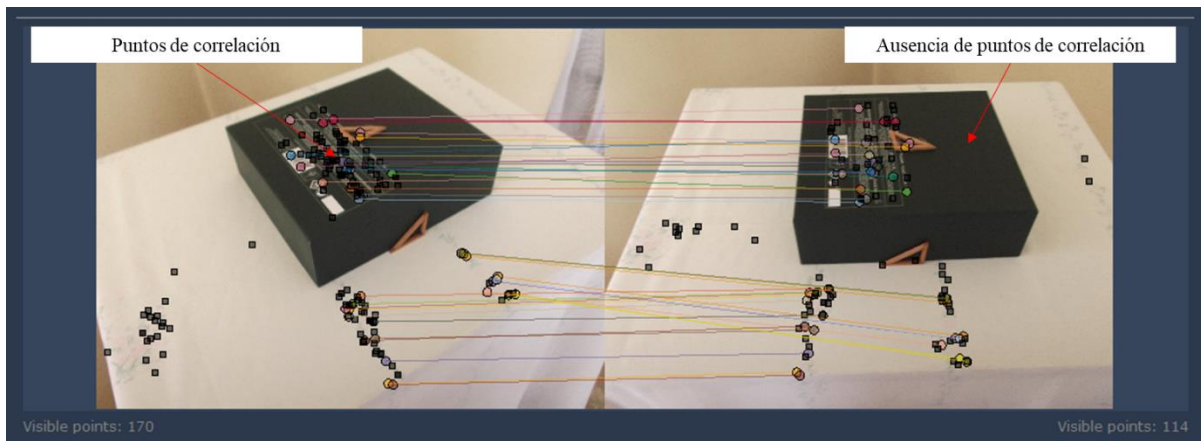 Puntos de correlación
Ausencia de puntos de correlación
Visible points: 170
Visible points: 114